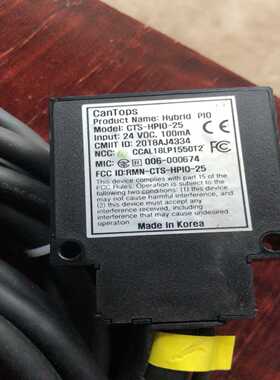 CanTops
Product Name: Hybrid PIO
Model: CTS-HPIO-25
Input: 24 VDC, 100mA
CMIIT ID: 20T8AJ4334
NCC: CCAL18LP1550T2
MIC: 006-000674
FCC ID:RMN-CTS-HPIO-25
This device complies with part 15 of the
FCC Rules. Operation is subject to the
following two conditions: (1) this device may
not cause harmful interference, and
(2) this device must accept any
interference received, including
interference that may cause
undesired operation.
Made in Korea
CE
FC